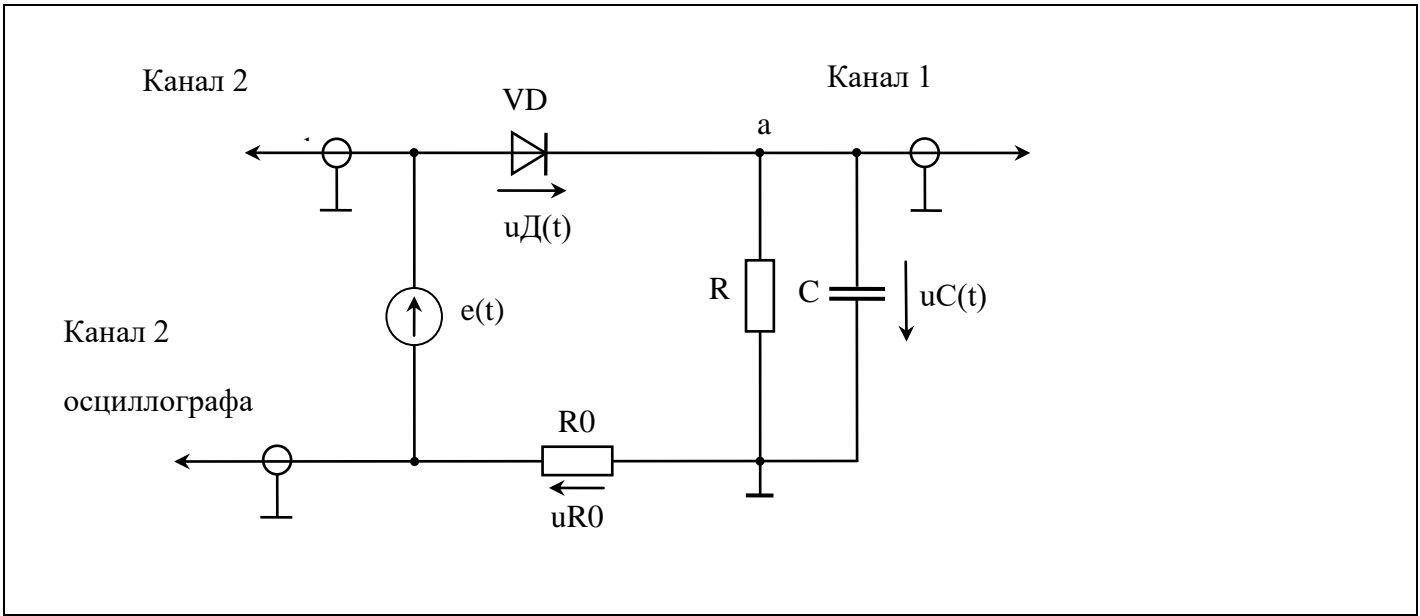 Канал 2
Канал 1
VD
a
uД(t)
R
C
uC(t)
e(t)
Канал 2
осциллографа
R0
uR0